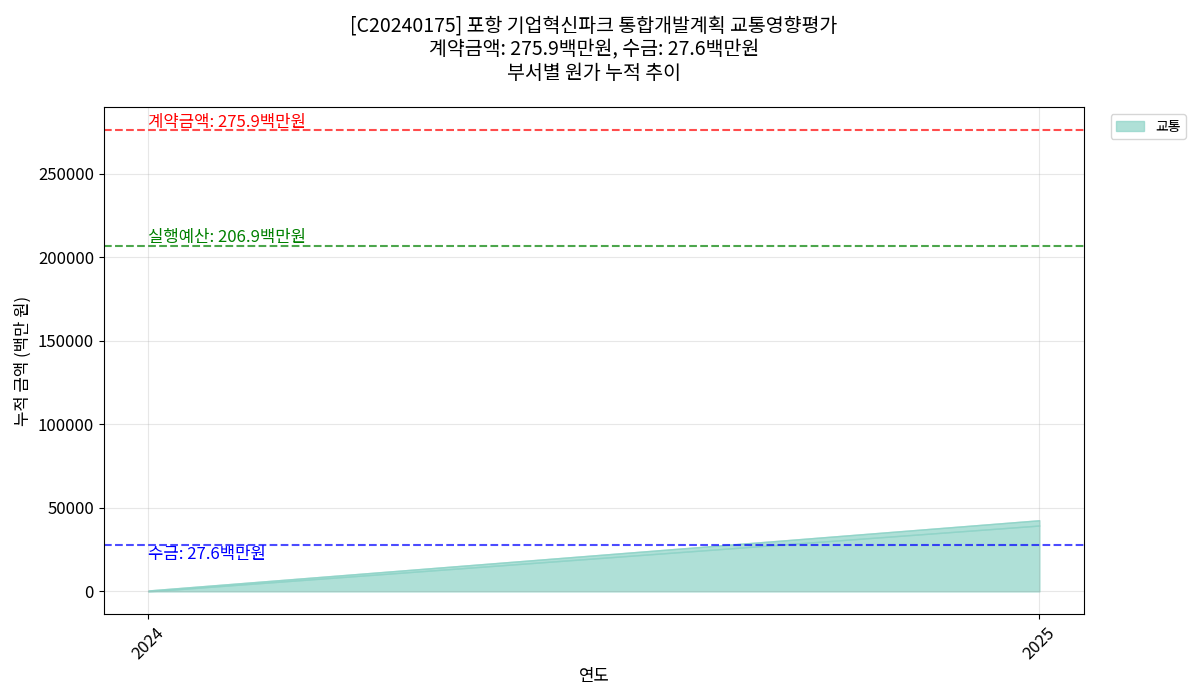 [C20240175] 포항 기업혁신파크 통합개발계획 교통영향평가
계약금액: 275.9백만원, 수금: 27.6백만원
부서별 원가 누적 추이
계약금액: 275.9백만원
교통
250000
실행예산: 206.9백만원
200000
150000
누적 금액 (백만 원)
100000
50000
수금: 27.6백만원
0
2024
2025
연도